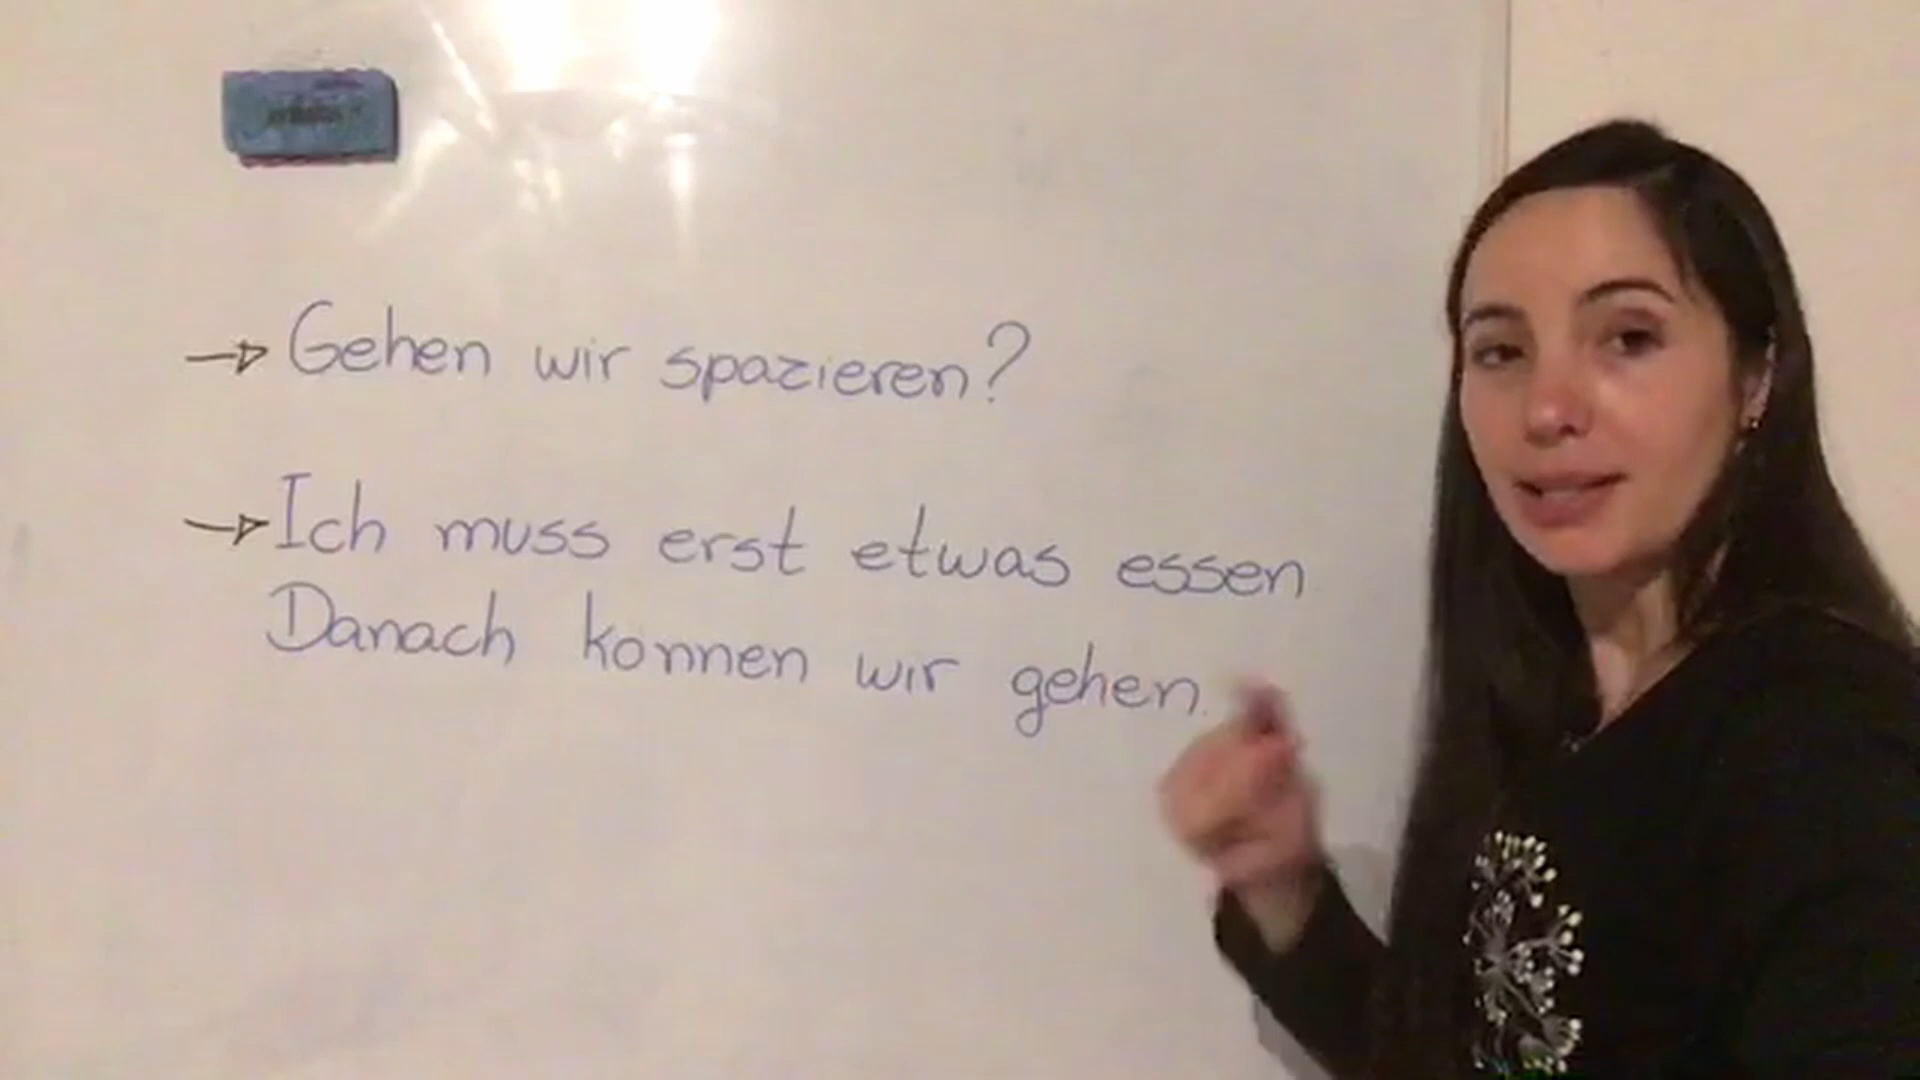 Gehen wir spazieren?
Ich muss erst etwas essen
Danach konnen wir gehen.